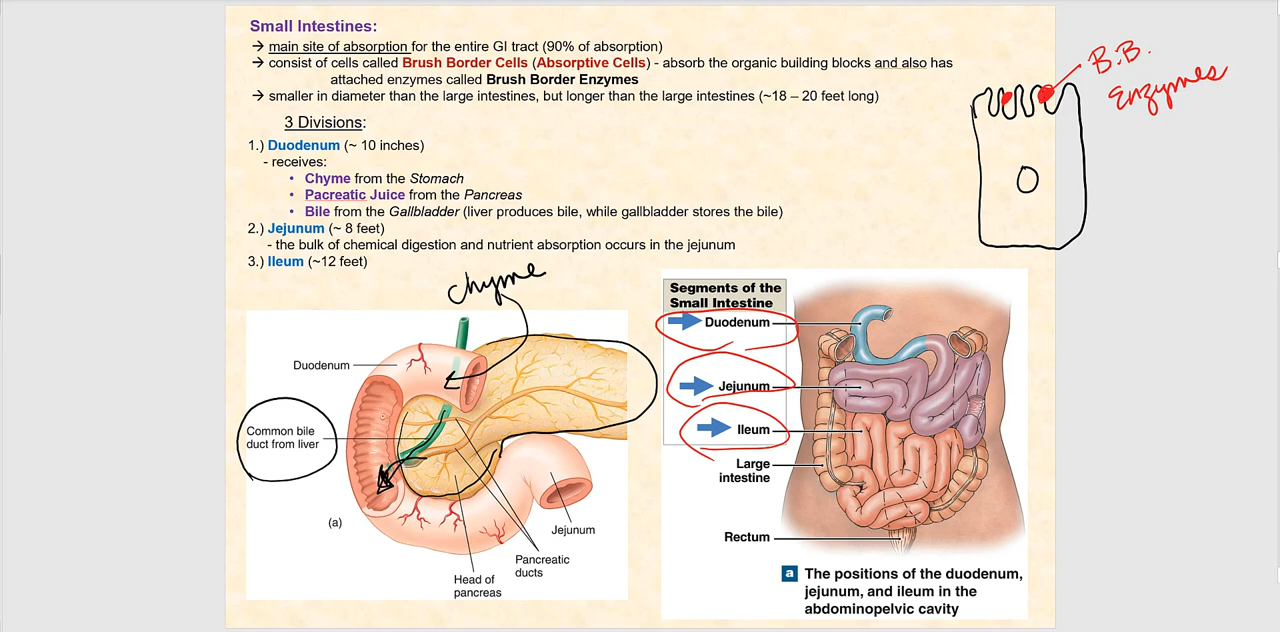 Small Intestines:
→ main site of absorption for the entire GI tract (90% of absorption)
→ consist of cells called Brush Border Cells (Absorptive Cells) - absorb the organic building blocks and also has
attached enzymes called Brush Border Enzymes
→ smaller in diameter than the large intestines, but longer than the large intestines (~18 – 20 feet long)
3 Divisions:
1.) Duodenum (~ 10 inches)
- receives:
• Chyme from the Stomach
• Pacreatic Juice from the Pancreas
• Bile from the Gallbladder (liver produces bile, while gallbladder stores the bile)
2.) Jejunum (~ 8 feet)
- the bulk of chemical digestion and nutrient absorption occurs in the jejunum
3.) Ileum (~12 feet)
B.B.
Enzymes
chyme
Duodenum
Common bile
duct from liver
(a)
Jejunum
Pancreatic
ducts
Head of
pancreas
Segments of the
Small Intestine
Duodenum
Jejunum
Ileum
Large
intestine
Rectum
a The positions of the duodenum,
jejunum, and ileum in the
abdominopelvic cavity